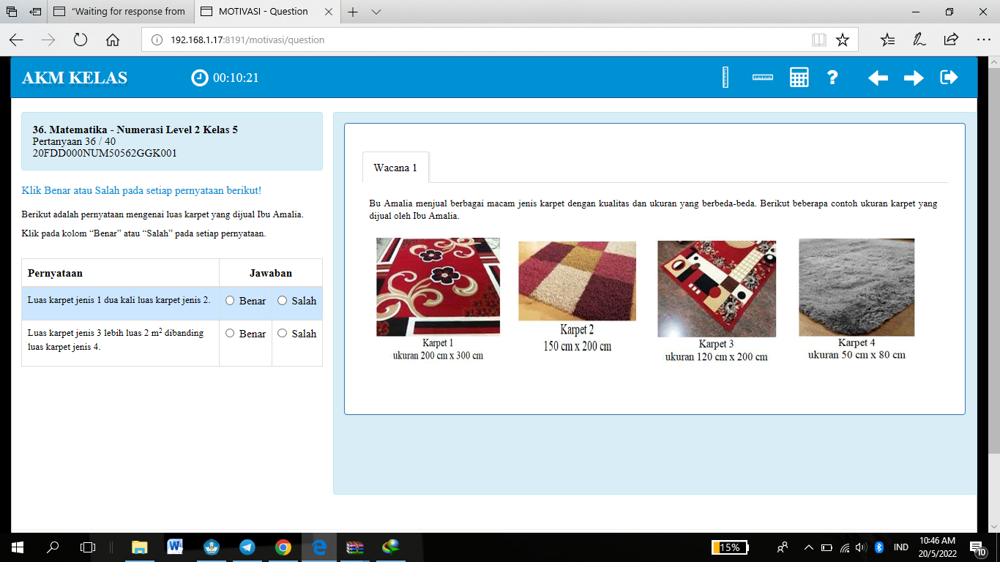 “Waiting for response from
MOTIVASI - Question
192.168.1.17:8191/motivasi/question
AKM KELAS
00:10:21
?
36. Matematika - Numerasi Level 2 Kelas 5
Pertanyaan 36 / 40
20FDD000NUM50562GGK001
Klik Benar atau Salah pada setiap pernyataan berikut!
Berikut adalah pernyataan mengenai luas karpet yang dijual Ibu Amalia.
Klik pada kolom “Benar” atau “Salah” pada setiap pernyataan.
Pernyataan Jawaban
Luas karpet jenis 1 dua kali luas karpet jenis 2. Benar Salah
Luas karpet jenis 3 lebih luas 2 m² dibanding Benar Salah
luas karpet jenis 4.
Wacana 1
Bu Amalia menjual berbagai macam jenis karpet dengan kualitas dan ukuran yang berbeda-beda. Berikut beberapa contoh ukuran karpet yang
dijual oleh Ibu Amalia.
Karpet 1
ukuran 200 cm x 300 cm
Karpet 2
150 cm x 200 cm
Karpet 3
ukuran 120 cm x 200 cm
Karpet 4
ukuran 50 cm x 80 cm
15%
IND
10:46 AM
20/5/2022
10